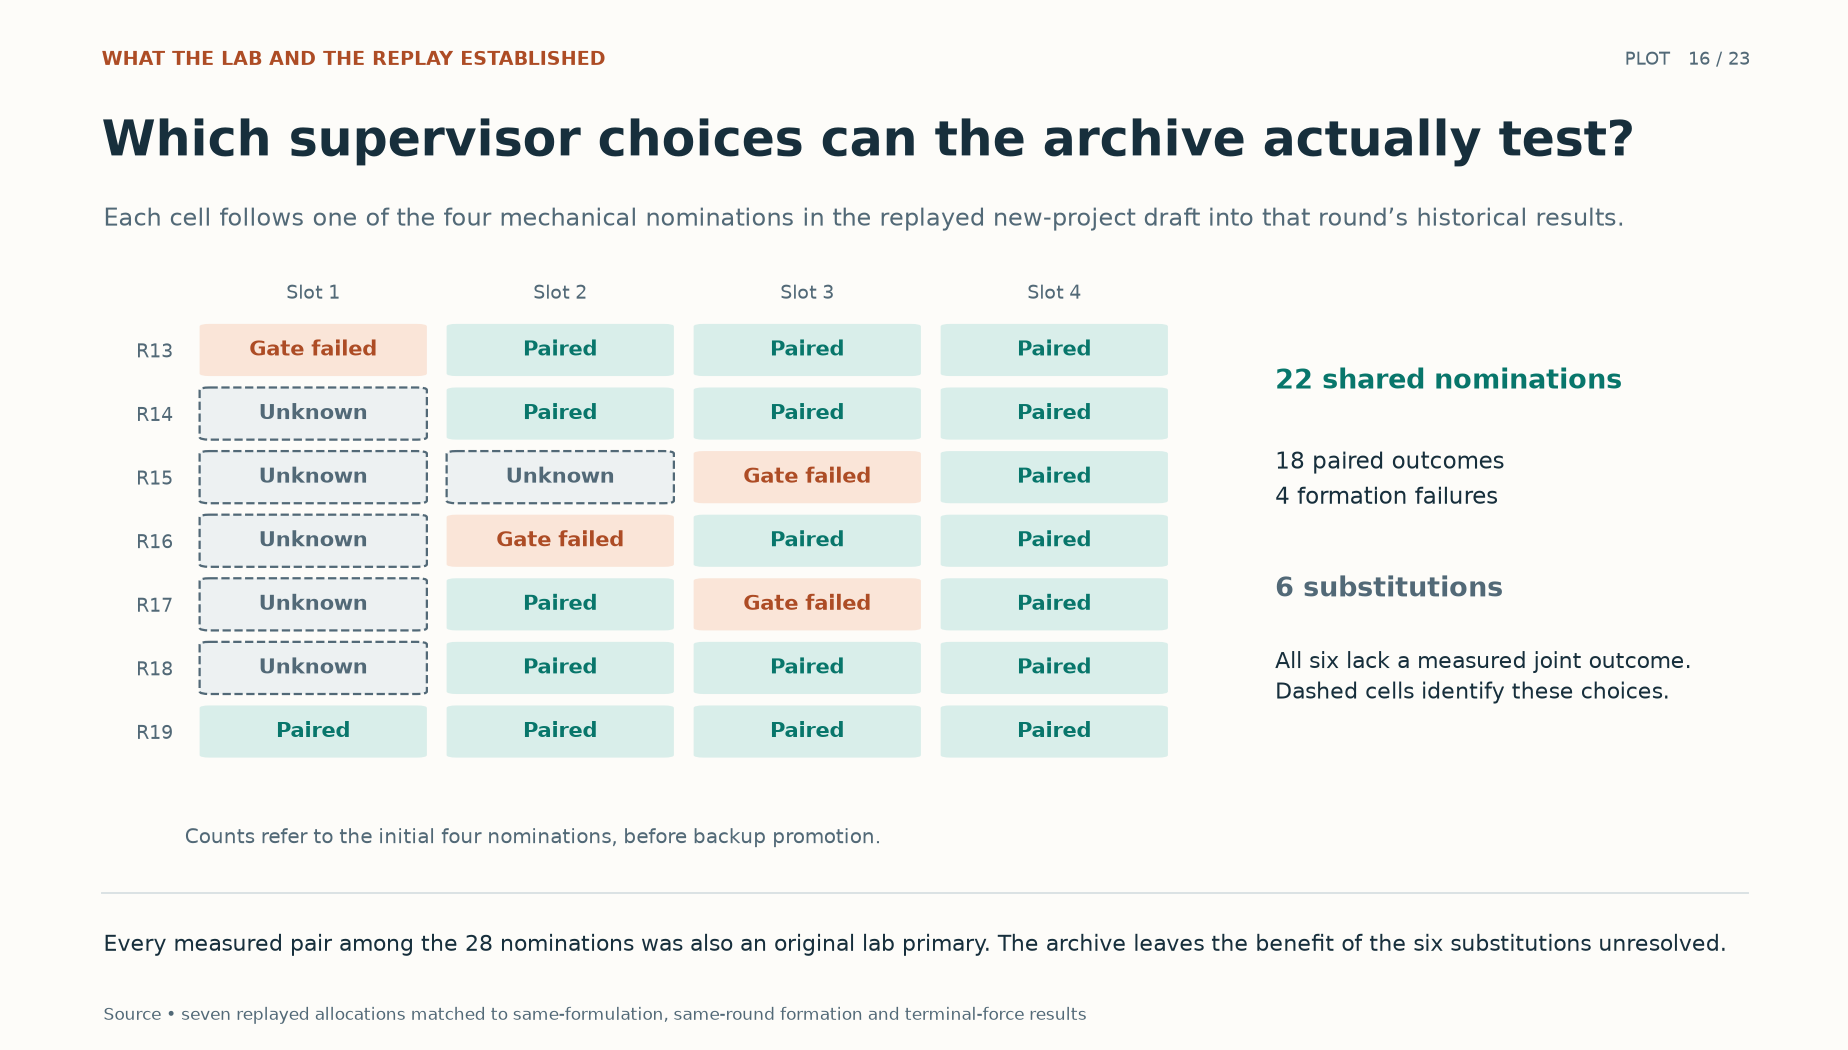 WHAT THE LAB AND THE REPLAY ESTABLISHED
PLOT 16 / 23
Which supervisor choices can the archive actually test?
Each cell follows one of the four mechanical nominations in the replayed new-project draft into that round’s historical results.
Slot 1 Slot 2 Slot 3 Slot 4
R13 Gate failed Paired Paired Paired
R14 Unknown Paired Paired Paired
R15 Unknown Unknown Gate failed Paired
R16 Unknown Gate failed Paired Paired
R17 Unknown Paired Gate failed Paired
R18 Unknown Paired Paired Paired
R19 Paired Paired Paired Paired
22 shared nominations
18 paired outcomes
4 formation failures
6 substitutions
All six lack a measured joint outcome.
Dashed cells identify these choices.
Counts refer to the initial four nominations, before backup promotion.
Every measured pair among the 28 nominations was also an original lab primary. The archive leaves the benefit of the six substitutions unresolved.
Source • seven replayed allocations matched to same-formulation, same-round formation and terminal-force results